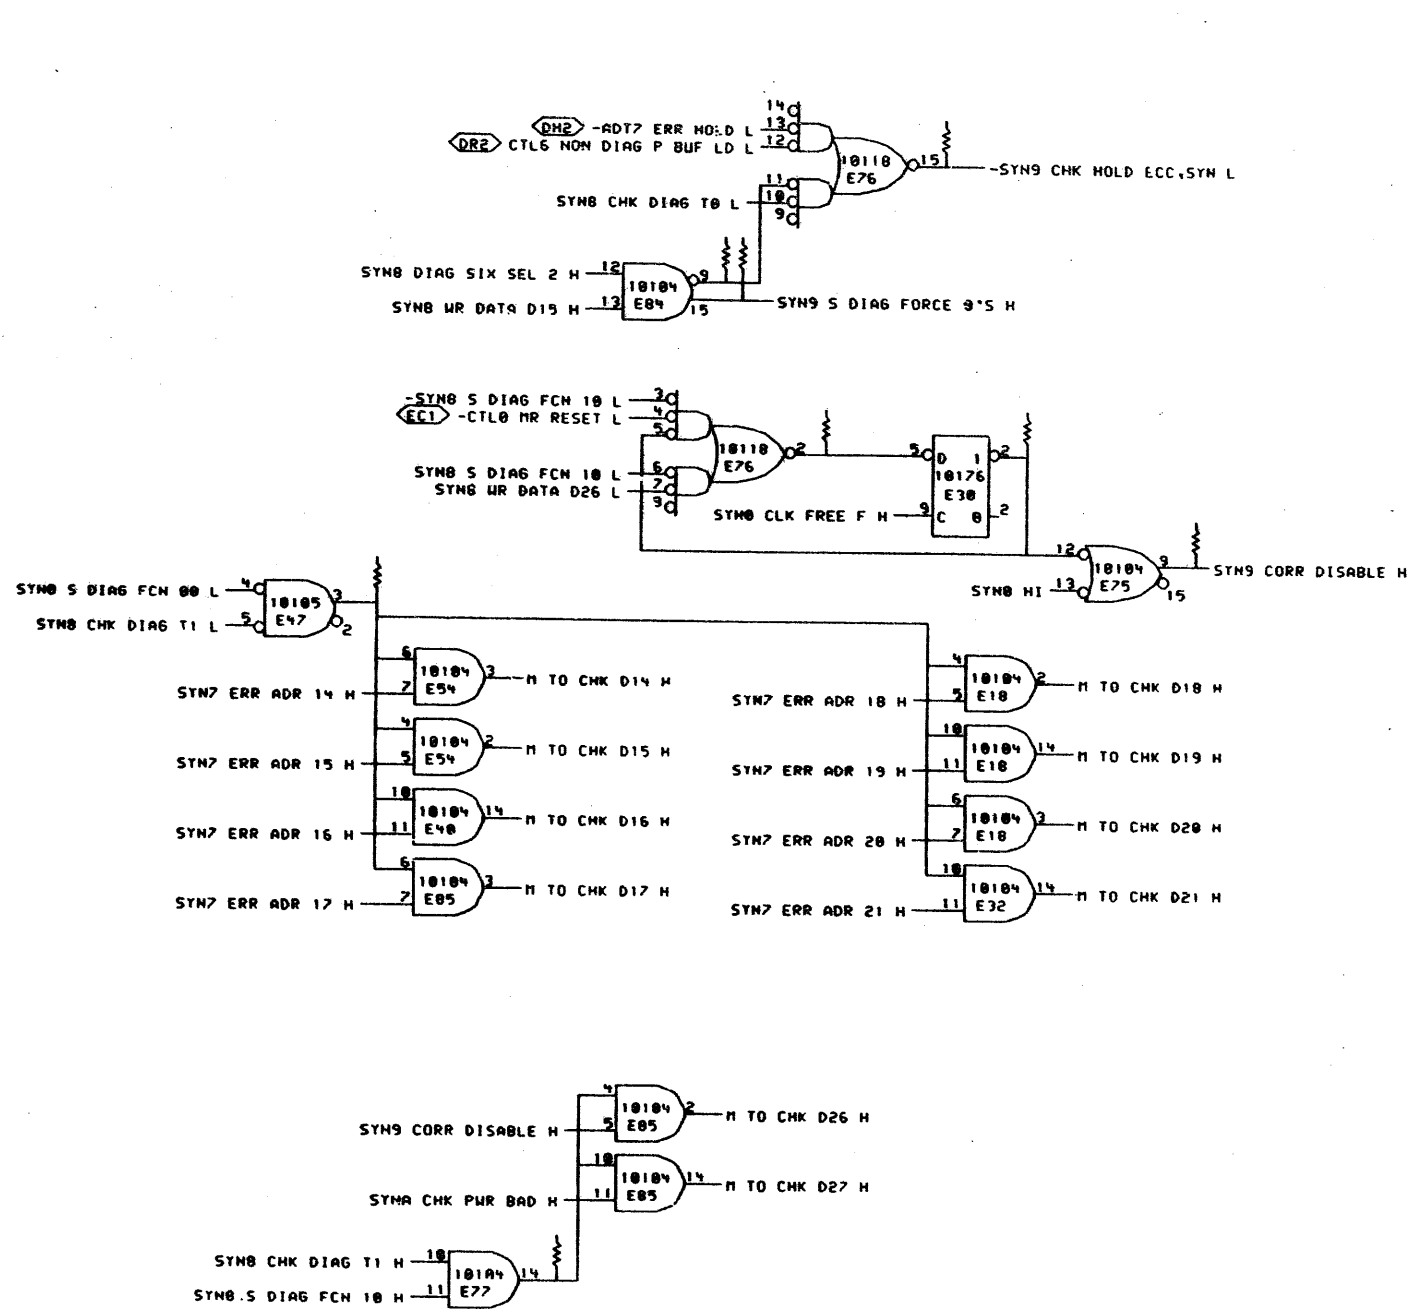 14
DH2 -ADT7 ERR HOLD L 13
DR2 CTL6 NON DIAG P BUF LD L 12
10118
E76
15 -SYN9 CHK HOLD ECC,SYN L
11
SYN8 CHK DIAG T0 L 10
9
SYN8 DIAG SIX SEL 2 H 12
10104
E84
9
SYN8 WR DATA D15 H 13
15 SYN9 S DIAG FORCE 9'S H
-SYN8 S DIAG FCN 10 L 3
EC1 -CTL0 MR RESET L 4
5
10118
E76
2
SYN8 S DIAG FCN 10 L 6
SYN8 WR DATA D26 L 7
9
5 D 1 2
10176
E30
SYN0 CLK FREE F H 9 C 0 2
12
10104
E75
9 SYN9 CORR DISABLE H
SYN8 HI 13
15
SYN8 S DIAG FCN 00 L 4
10105
E47
3
SYN8 CHK DIAG T1 L 5
2
6
10104
E54
3 M TO CHK D14 H
SYN7 ERR ADR 14 H 7
4
10104
E54
2 M TO CHK D15 H
SYN7 ERR ADR 15 H 5
10
10104
E40
14 M TO CHK D16 H
SYN7 ERR ADR 16 H 11
6
10104
E85
3 M TO CHK D17 H
SYN7 ERR ADR 17 H 7
4
10104
E18
2 M TO CHK D18 H
SYN7 ERR ADR 18 H 5
10
10104
E18
14 M TO CHK D19 H
SYN7 ERR ADR 19 H 11
6
10104
E18
3 M TO CHK D20 H
SYN7 ERR ADR 20 H 7
10
10104
E32
14 M TO CHK D21 H
SYN7 ERR ADR 21 H 11
4
10104
E85
2 M TO CHK D26 H
SYN9 CORR DISABLE H 5
10
10104
E85
14 M TO CHK D27 H
SYNA CHK PWR BAD H 11
SYN8 CHK DIAG T1 H 10
101A4
E77
14
SYN8.S DIAG FCN 10 H 11